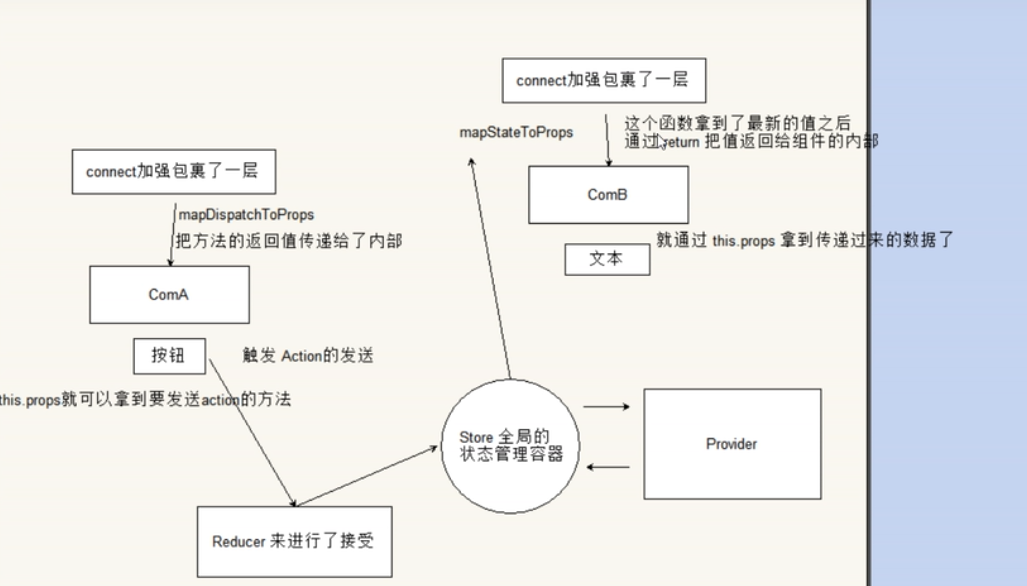 connect加强包裹了一层
mapStateToProps
这个函数拿到了最新的值之后
通过return 把值返回给组件的内部
connect加强包裹了一层
mapDispatchToProps
把方法的返回值传递给了内部
ComB
就通过 this.props 拿到传递过来的数据了
文本
ComA
按钮
触发 Action的发送
this.props就可以拿到要发送action的方法
Store 全局的
状态管理容器
Provider
Reducer 来进行了接受